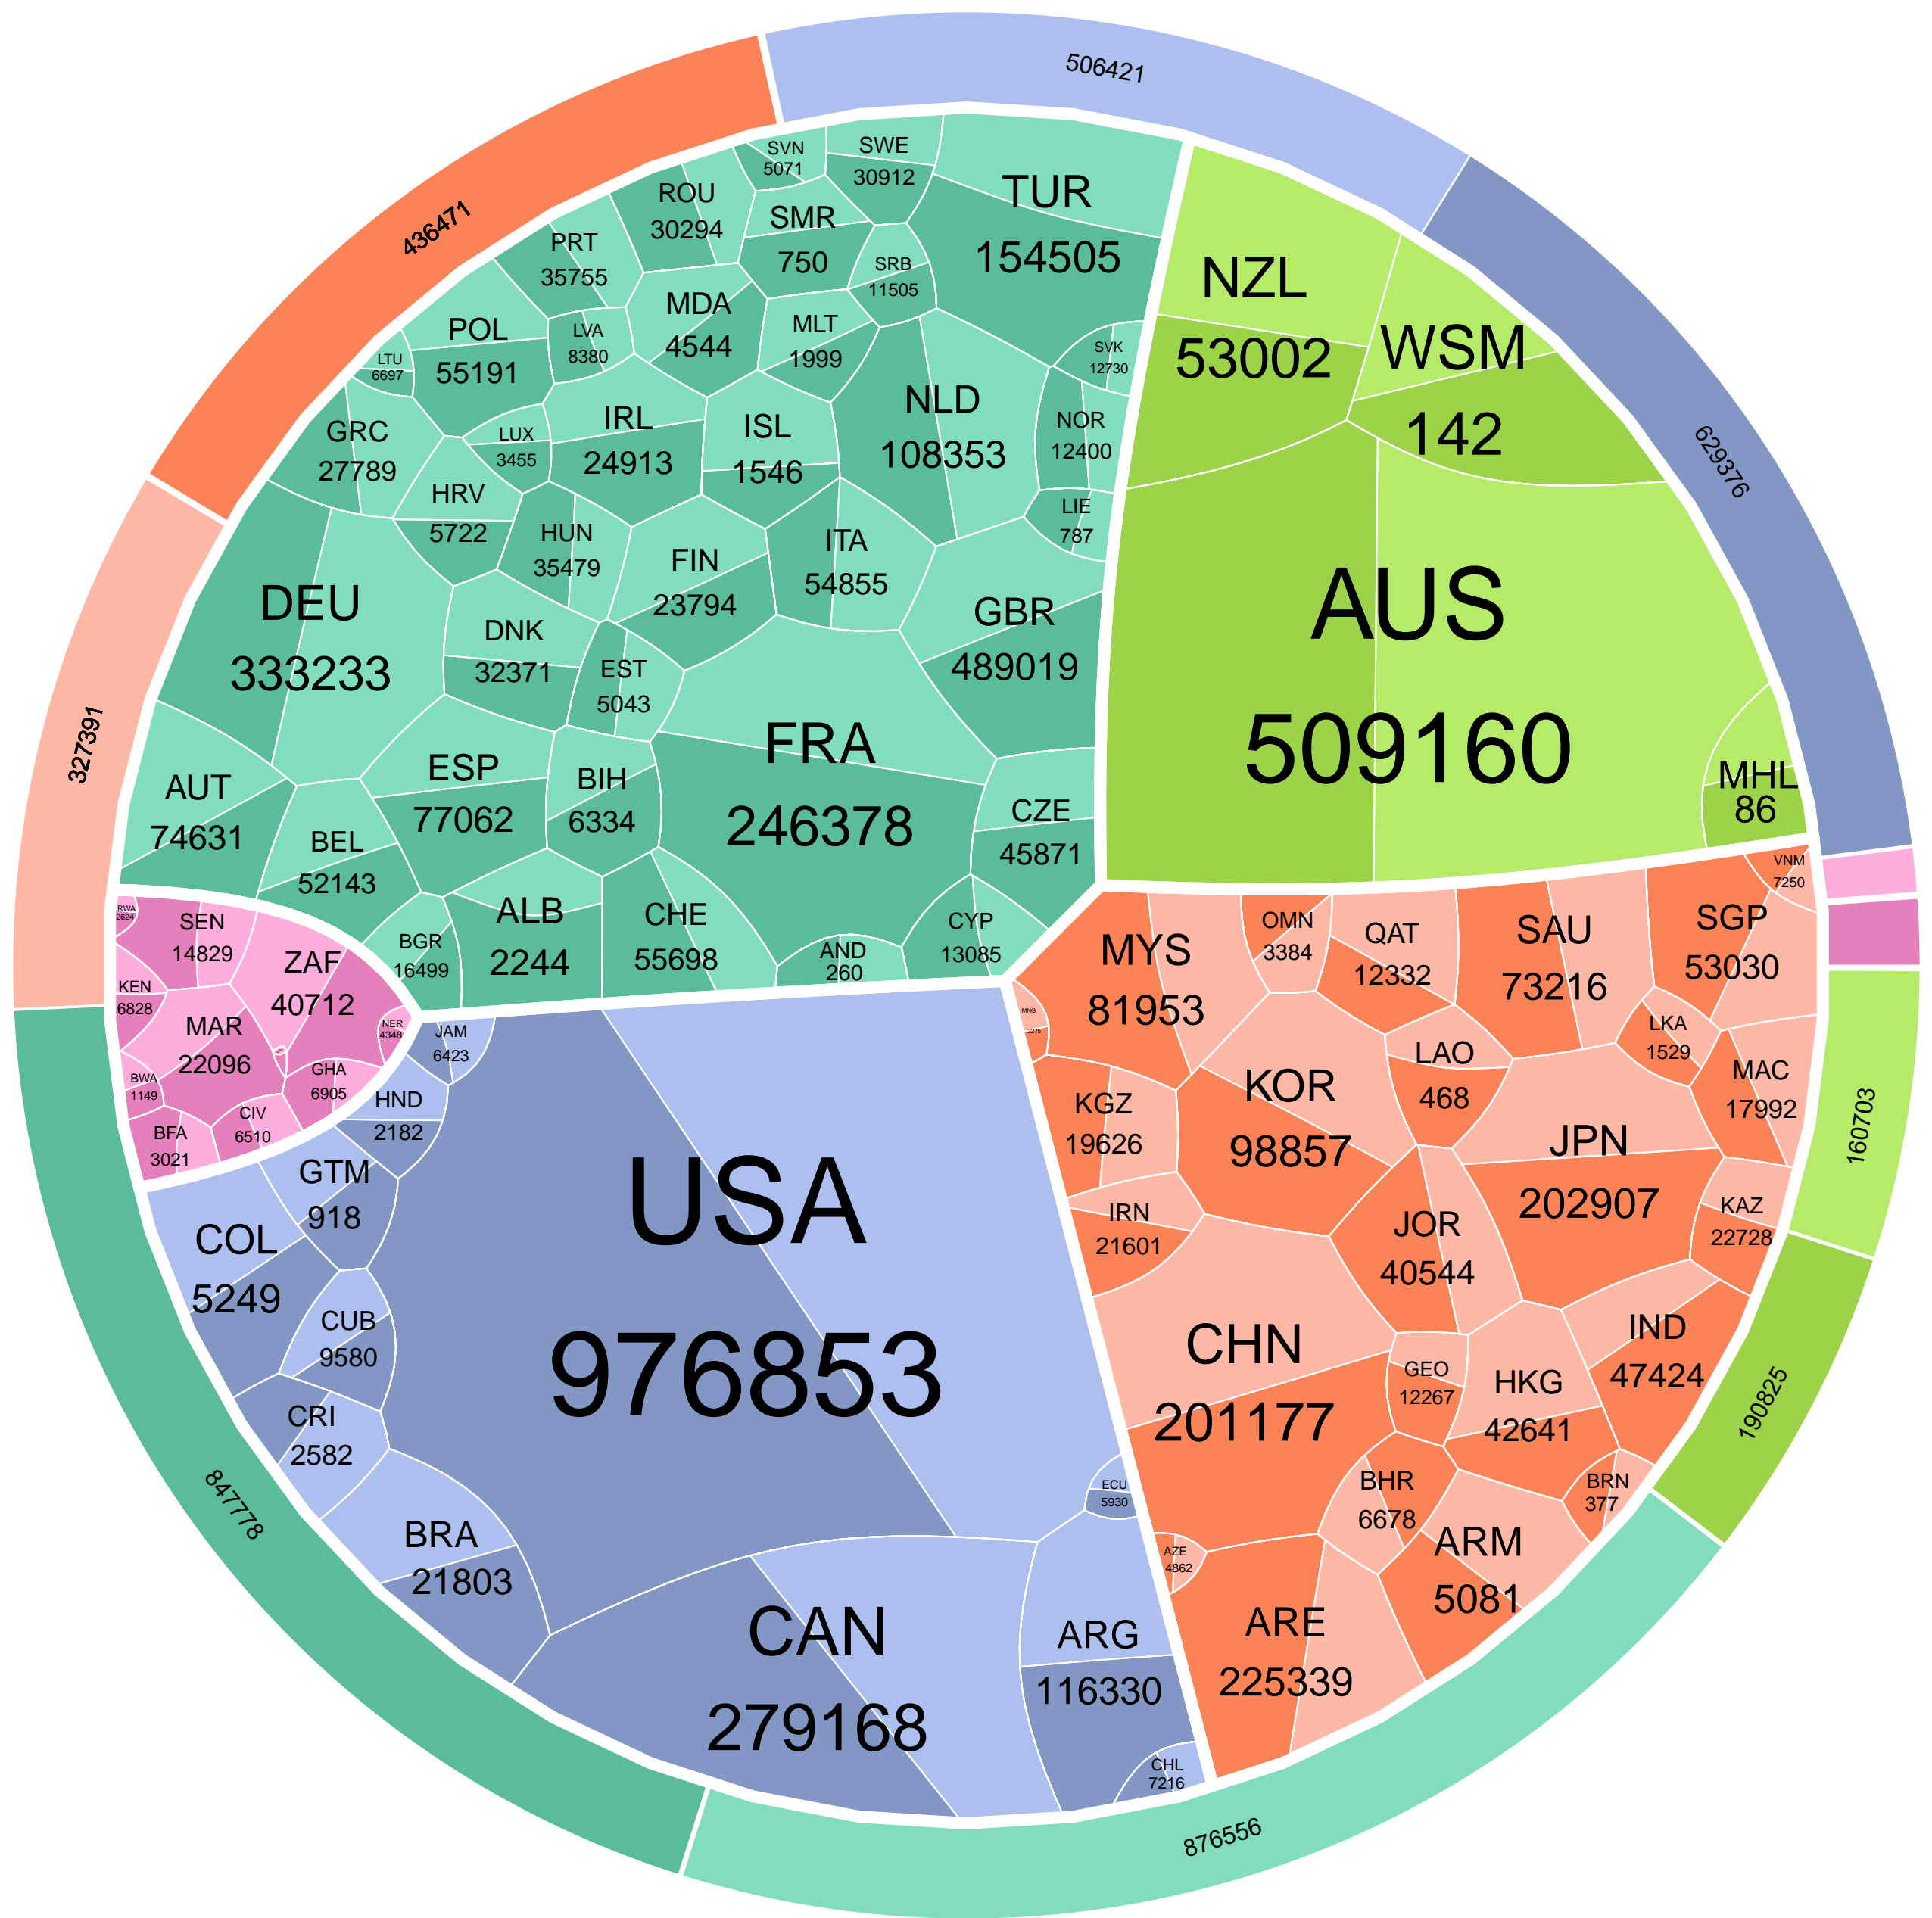 506421
436471
629376
327391
847778
876556
190825
160703
SVN
5071
SWE
30912
TUR
154505
ROU
30294
SMR
750
SRB
11505
PRT
35755
MDA
4544
MLT
1999
POL
55191
LVA
8380
LTU
6697
SVK
12730
NLD
108353
NOR
12400
GRC
27789
LUX
3455
IRL
24913
ISL
1546
HRV
5722
HUN
35479
LIE
787
ITA
54855
FIN
23794
DEU
333233
DNK
32371
EST
5043
GBR
489019
FRA
246378
AUT
74631
ESP
77062
BIH
6334
CZE
45871
BEL
52143
ALB
2244
CHE
55698
BGR
16499
AND
260
CYP
13085
NZL
53002
WSM
142
AUS
509160
MHL
86
RWA
2624
SEN
14829
ZAF
40712
KEN
6828
MAR
22096
NER
4348
BWA
1149
GHA
6905
BFA
3021
CIV
6510
JAM
6423
HND
2182
GTM
918
COL
5249
USA
976853
CUB
9580
CRI
2582
BRA
21803
ECU
5930
CAN
279168
ARG
116330
CHL
7216
VNM
7250
MYS
81953
OMN
3384
QAT
12332
SAU
73216
SGP
53030
MNG
2275
LKA
1529
LAO
468
MAC
17992
KOR
98857
KGZ
19626
JPN
202907
IRN
21601
JOR
40544
KAZ
22728
CHN
201177
GEO
12267
HKG
42641
IND
47424
BHR
6678
BRN
377
ARM
5081
AZE
4862
ARE
225339